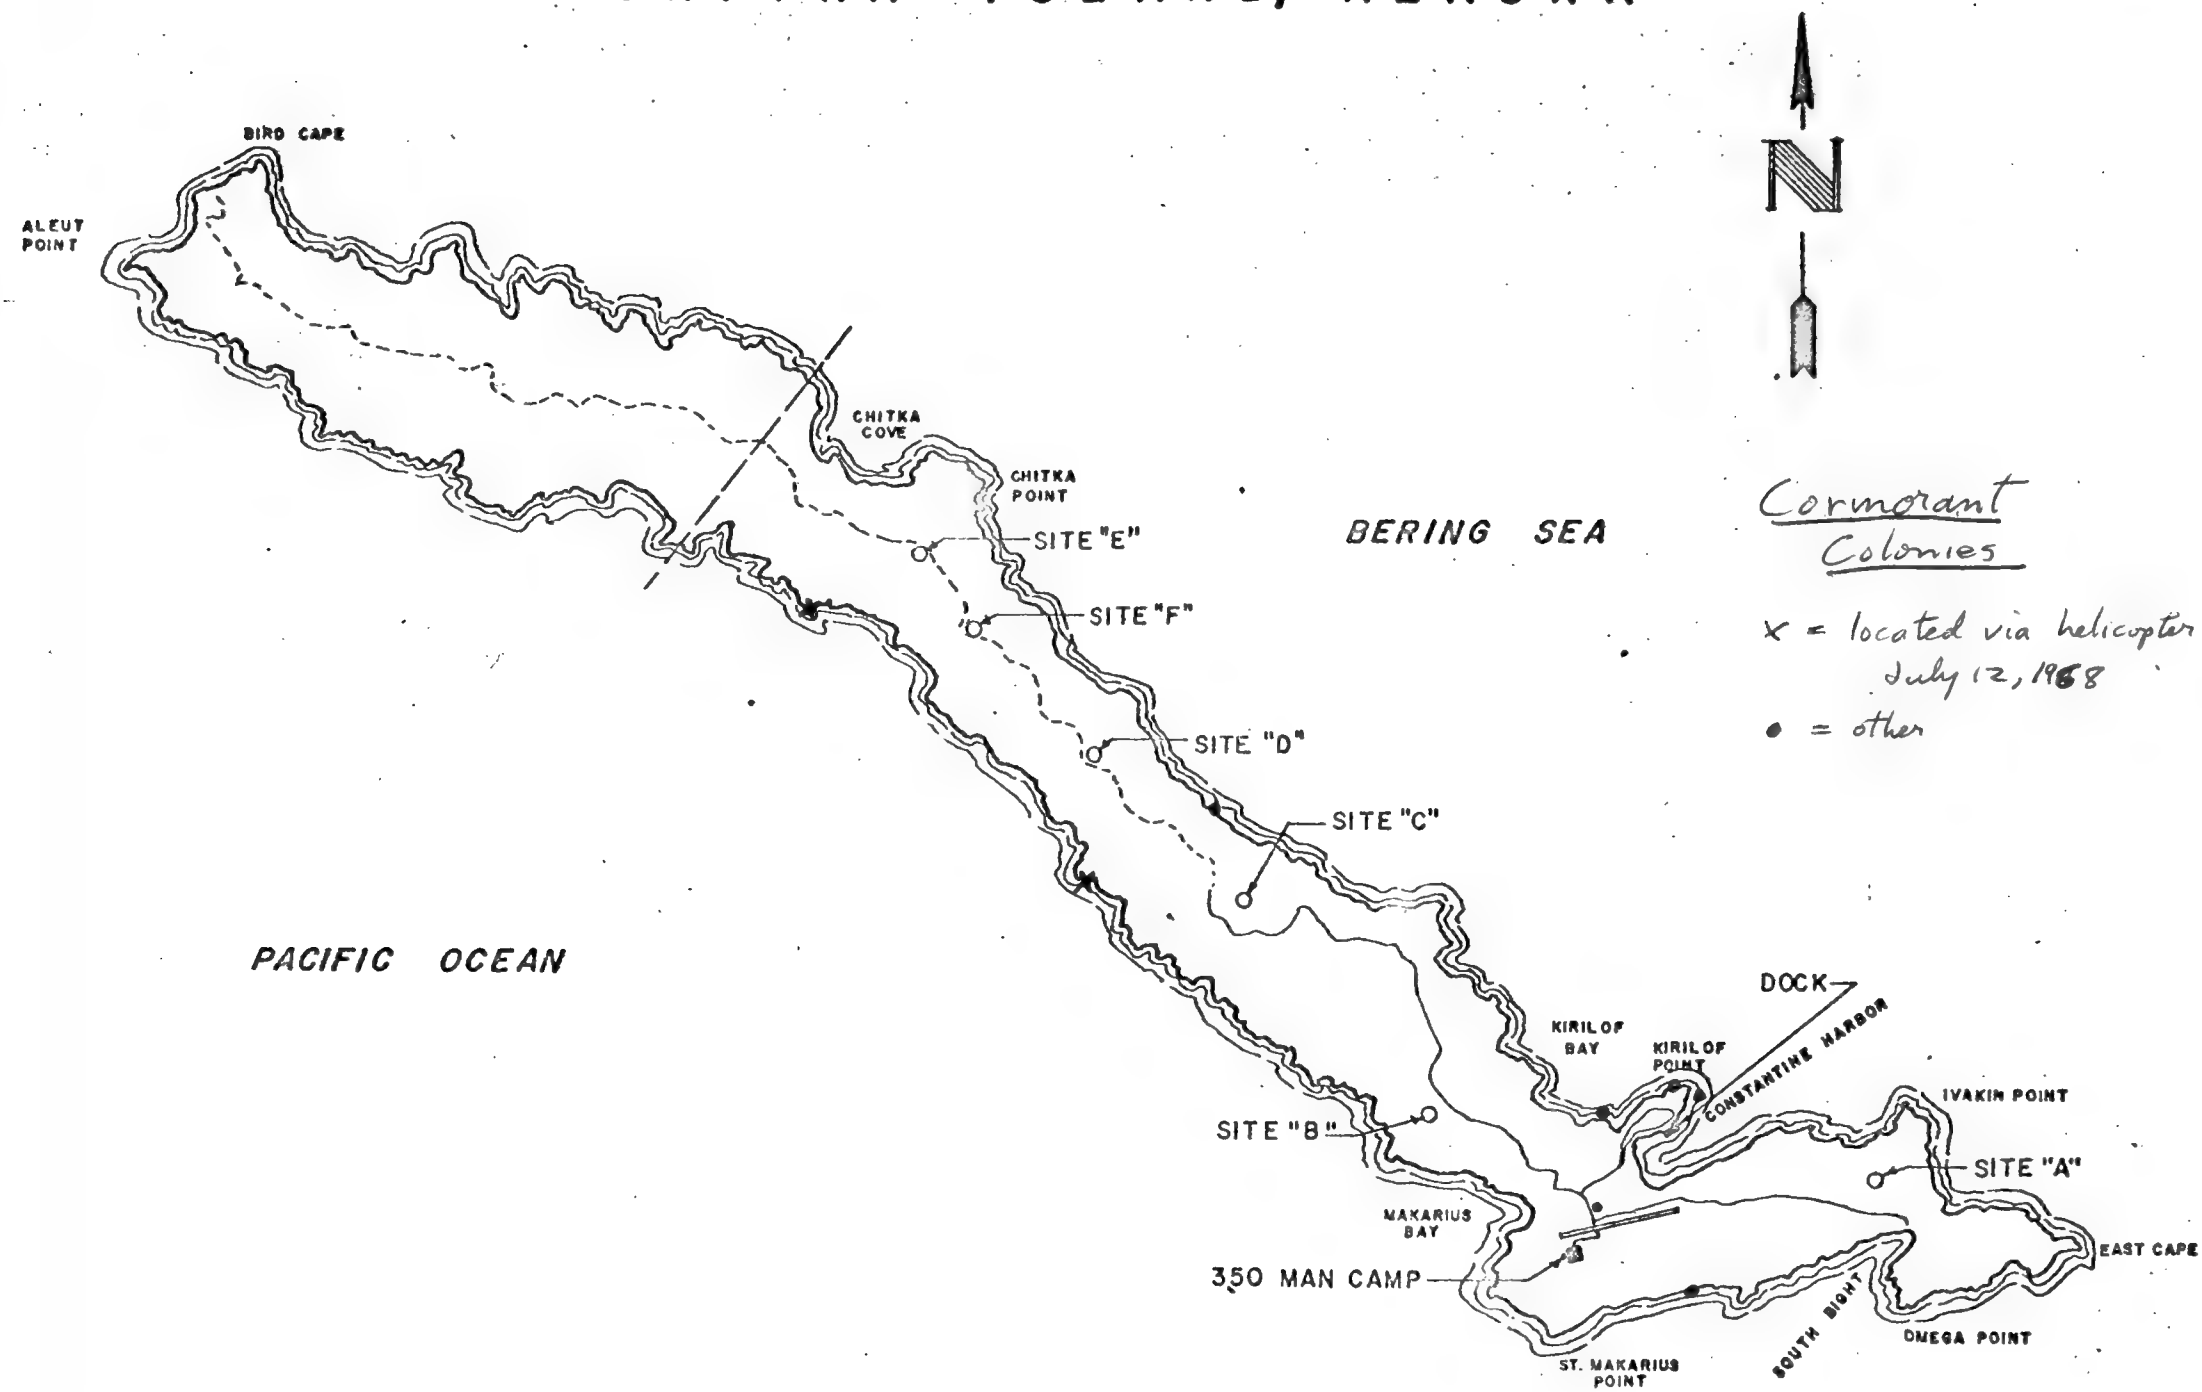 BIRD CAPE
ALEUT
POINT
CHITKA
COVE
CHITKA
POINT
SITE "E"
BERING SEA
Cormorant
Colonies
SITE "F"
x = located via helicopter
July 12, 1968
• = other
SITE "D"
SITE "C"
PACIFIC OCEAN
DOCK
CONSTANTINE HARBOR
KIRILOF
BAY
KIRILOF
POINT
IVAKIN POINT
SITE "B"
SITE "A"
MAKARIUS
BAY
EAST CAPE
350 MAN CAMP
SOUTH BIGHT
OMEGA POINT
ST. MAKARIUS
POINT
N